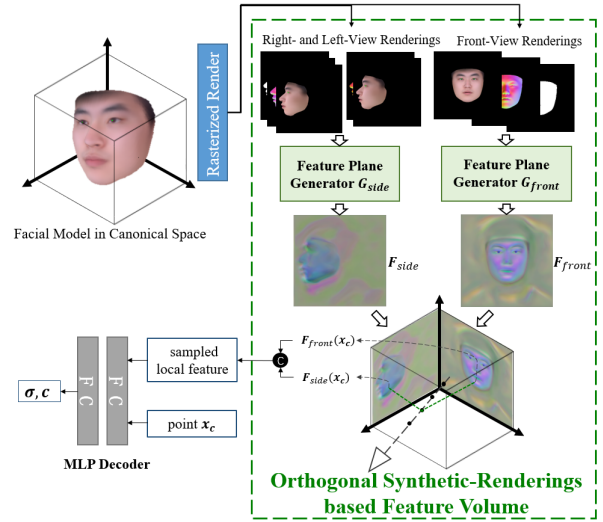 Right- and Left-View Renderings
Front-View Renderings
Rasterized Render
Feature Plane
Generator G_side
Feature Plane
Generator G_front
Facial Model in Canonical Space
F_side
F_front
F_front(x_c)
F_side(x_c)
C
sampled
local feature
F C
F C
σ, c
point x_c
MLP Decoder
Orthogonal Synthetic-Renderings
based Feature Volume